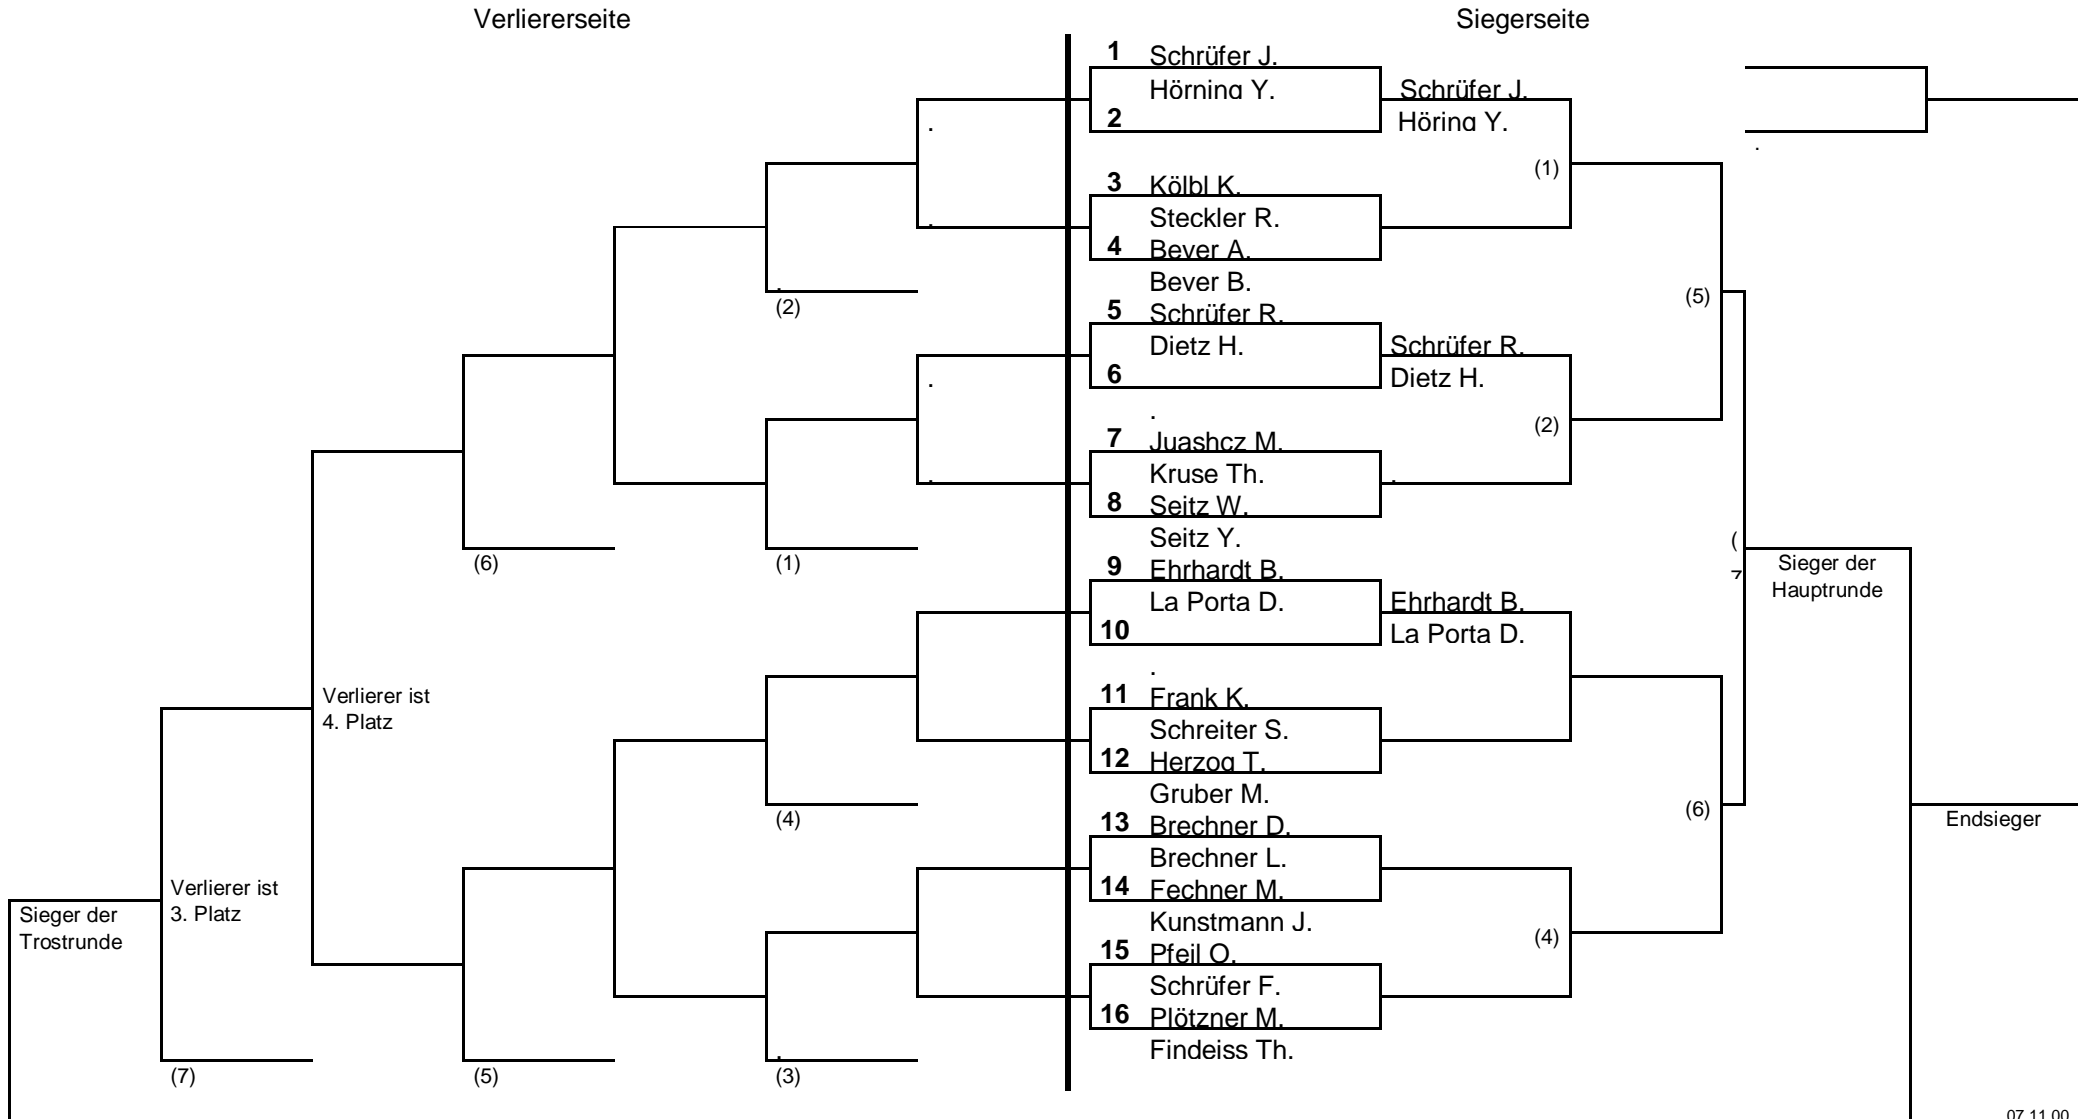 Verliererseite
Siegerseite
1 Schrüfer J.
Hörning Y.
2
Schrüfer J.
Höring Y.
.
.
(1)
3 Kölbl K.
Steckler R.
.
4 Beyer A.
Beyer B.
.
(2)
(5)
5 Schrüfer R.
Dietz H.
Schrüfer R.
Dietz H.
6
.
.
(2)
7 Juashcz M.
Kruse Th.
.
.
8 Seitz W.
Seitz Y.
(6)
(1)
(
7
Sieger der
Hauptrunde
9 Ehrhardt B.
La Porta D.
Ehrhardt B.
La Porta D.
10
.
Verlierer ist
4. Platz
11 Frank K.
Schreiter S.
12 Herzog T.
Gruber M.
(4)
(6)
Endsieger
13 Brechner D.
Brechner L.
14 Fechner M.
Kunstmann J.
Verlierer ist
3. Platz
Sieger der
Trostrunde
(4)
15 Pfeil O.
Schrüfer F.
16 Plötzner M.
Findeiss Th.
.
(7)
(5)
(3)
07.11.00